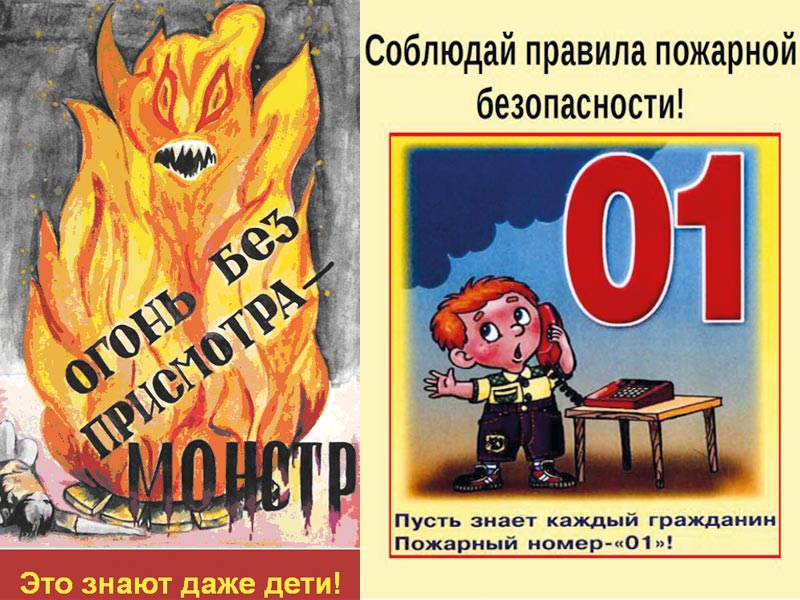 ОГОНЬ БЕЗ
ПРИСМОТРА –
МОНСТР
Это знают даже дети!
Соблюдай правила пожарной
безопасности!
01
Пусть знает каждый гражданин
Пожарный номер-«01»!